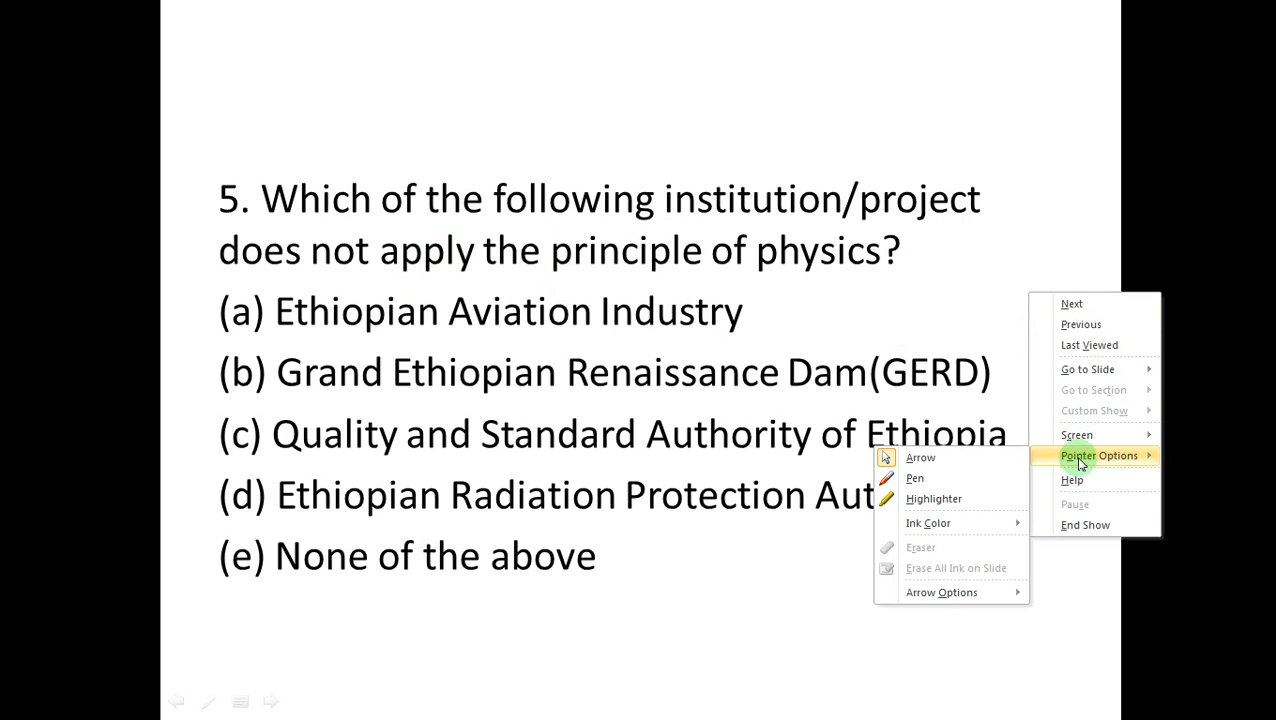 5. Which of the following institution/project
does not apply the principle of physics?
(a) Ethiopian Aviation Industry
(b) Grand Ethiopian Renaissance Dam(GERD)
(c) Quality and Standard Authority of Ethiopia
(d) Ethiopian Radiation Protection Aut
(e) None of the above
Next
Previous
Last Viewed
Go to Slide
Go to Section
Custom Show
Screen
Pointer Options
Help
Pause
End Show
Arrow
Pen
Highlighter
Ink Color
Eraser
Erase All Ink on Slide
Arrow Options